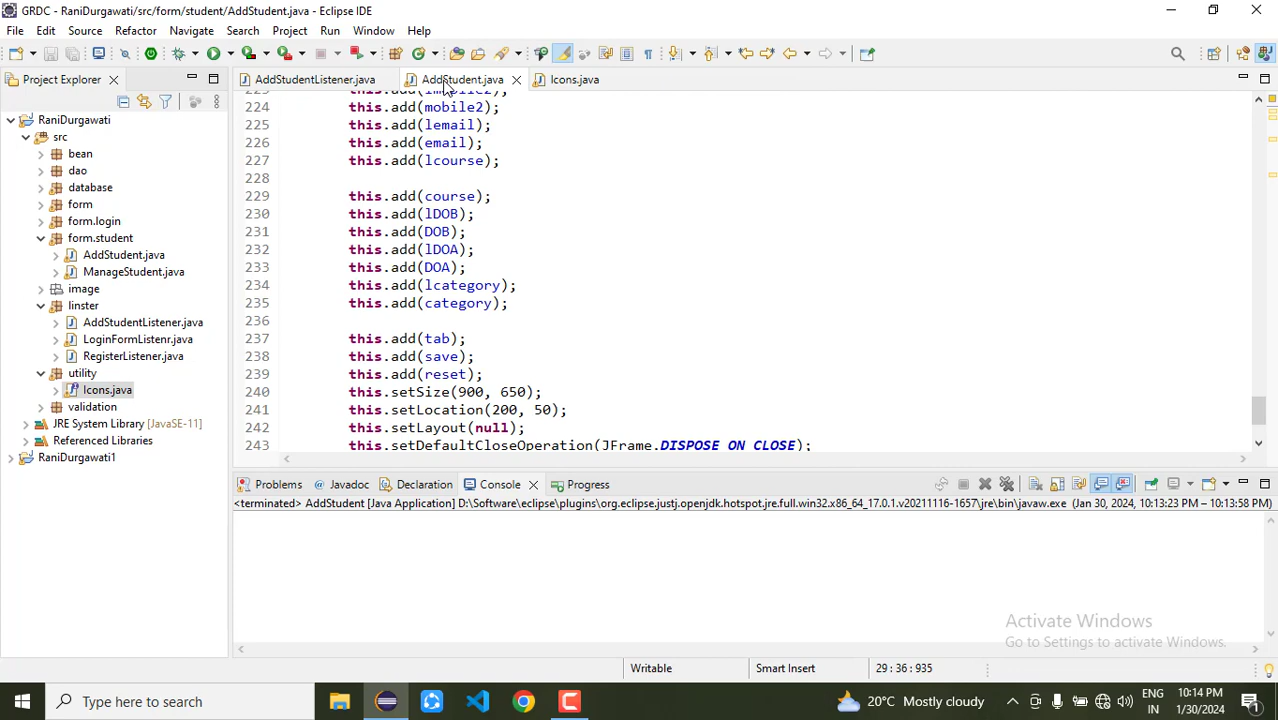 GRDC - RaniDurgawati/src/form/student/AddStudent.java - Eclipse IDE
File Edit Source Refactor Navigate Search Project Run Window Help
Project Explorer
AddStudentListener.java
AddStudent.java
Icons.java
RaniDurgawati
src
bean
dao
database
form
form.login
form.student
AddStudent.java
ManageStudent.java
image
linster
AddStudentListener.java
LoginFormListenr.java
RegisterListener.java
utility
Icons.java
validation
JRE System Library [JavaSE-11]
Referenced Libraries
RaniDurgawati1
223 this.add(lmobile2);
224 this.add(mobile2);
225 this.add(lemail);
226 this.add(email);
227 this.add(lcourse);
228
229 this.add(course);
230 this.add(lDOB);
231 this.add(DOB);
232 this.add(lDOA);
233 this.add(DOA);
234 this.add(lcategory);
235 this.add(category);
236
237 this.add(tab);
238 this.add(save);
239 this.add(reset);
240 this.setSize(900, 650);
241 this.setLocation(200, 50);
242 this.setLayout(null);
243 this.setDefaultCloseOperation(JFrame.DISPOSE_ON_CLOSE);
Problems Javadoc Declaration Console Progress
<terminated> AddStudent [Java Application] D:\Software\eclipse\plugins\org.eclipse.justj.openjdk.hotspot.jre.full.win32.x86_64_17.0.1.v20211116-1657\jre\bin\javaw.exe (Jan 30, 2024, 10:13:23 PM – 10:13:58 PM)
Activate Windows
Go to Settings to activate Windows.
Writable Smart Insert 29 : 36 : 935
Type here to search
20°C Mostly cloudy
ENG
IN
10:14 PM
1/30/2024
1